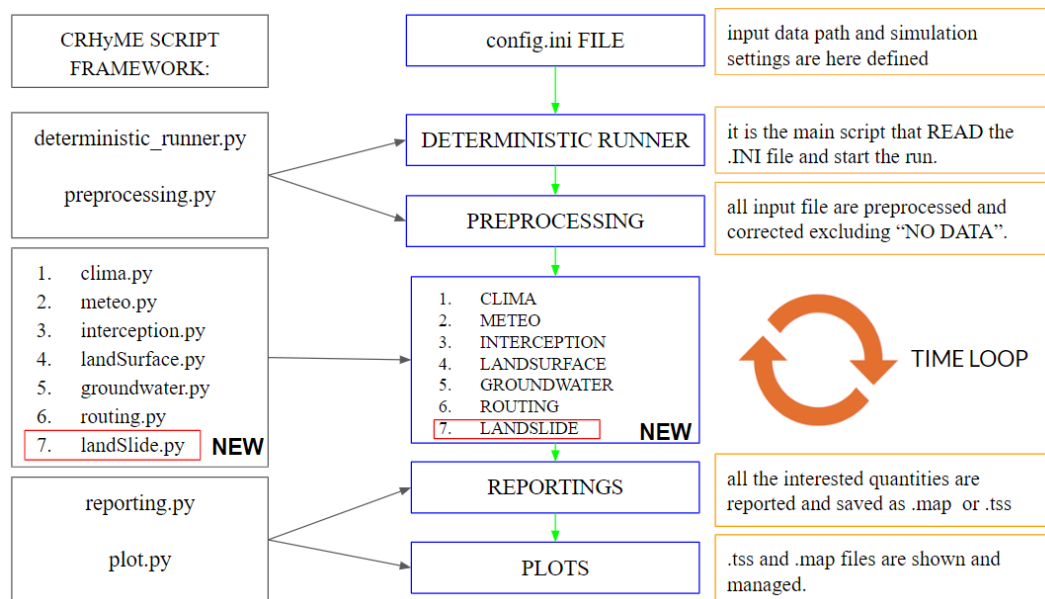 CRHyME SCRIPT
FRAMEWORK:
config.ini FILE
input data path and simulation
settings are here defined
deterministic_runner.py
preprocessing.py
DETERMINISTIC RUNNER
it is the main script that READ the
.INI file and start the run.
PREPROCESSING
all input file are preprocessed and
corrected excluding “NO DATA”.
1. clima.py
2. meteo.py
3. interception.py
4. landSurface.py
5. groundwater.py
6. routing.py
7. landSlide.py NEW
1. CLIMA
2. METEO
3. INTERCEPTION
4. LANDSURFACE
5. GROUNDWATER
6. ROUTING
7. LANDSLIDE NEW
TIME LOOP
reporting.py
plot.py
REPORTINGS
all the interested quantities are
reported and saved as .map or .tss
PLOTS
.tss and .map files are shown and
managed.